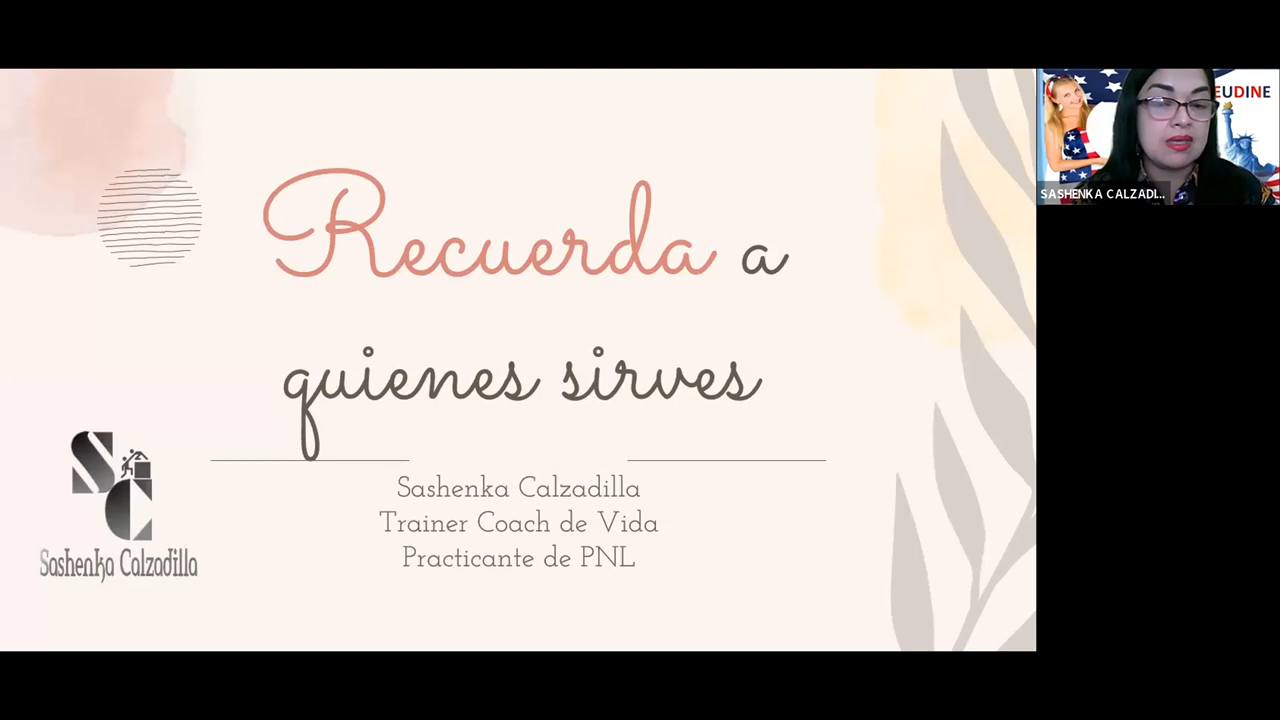 Recuerda a
quienes sirves
Sashenka Calzadilla
Trainer Coach de Vida
Practicante de PNL
SC
Sashenka Calzadilla
EUDINE
SASHENKA CALZADI...